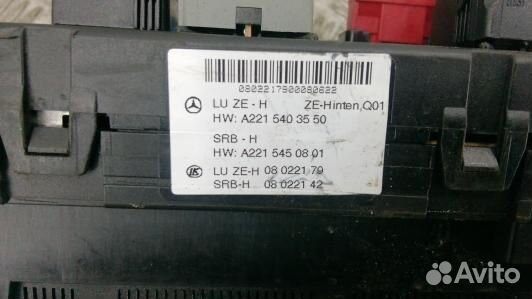 0802217900080622
LU ZE - H ZE-Hinten,Q01
HW: A221 540 35 50
SRB - H
HW: A221 545 08 01
LU ZE-H 08 0221 79
SRB-H 08 0221 42
Avito